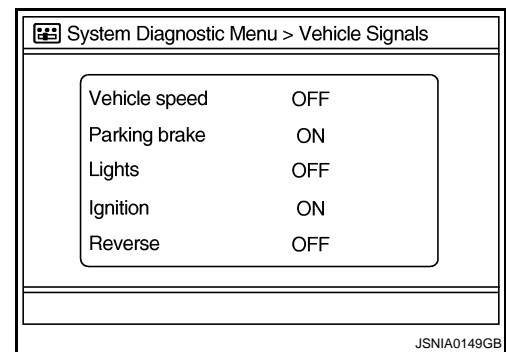 System Diagnostic Menu > Vehicle Signals
Vehicle speed OFF
Parking brake ON
Lights OFF
Ignition ON
Reverse OFF
JSNIA0149GB